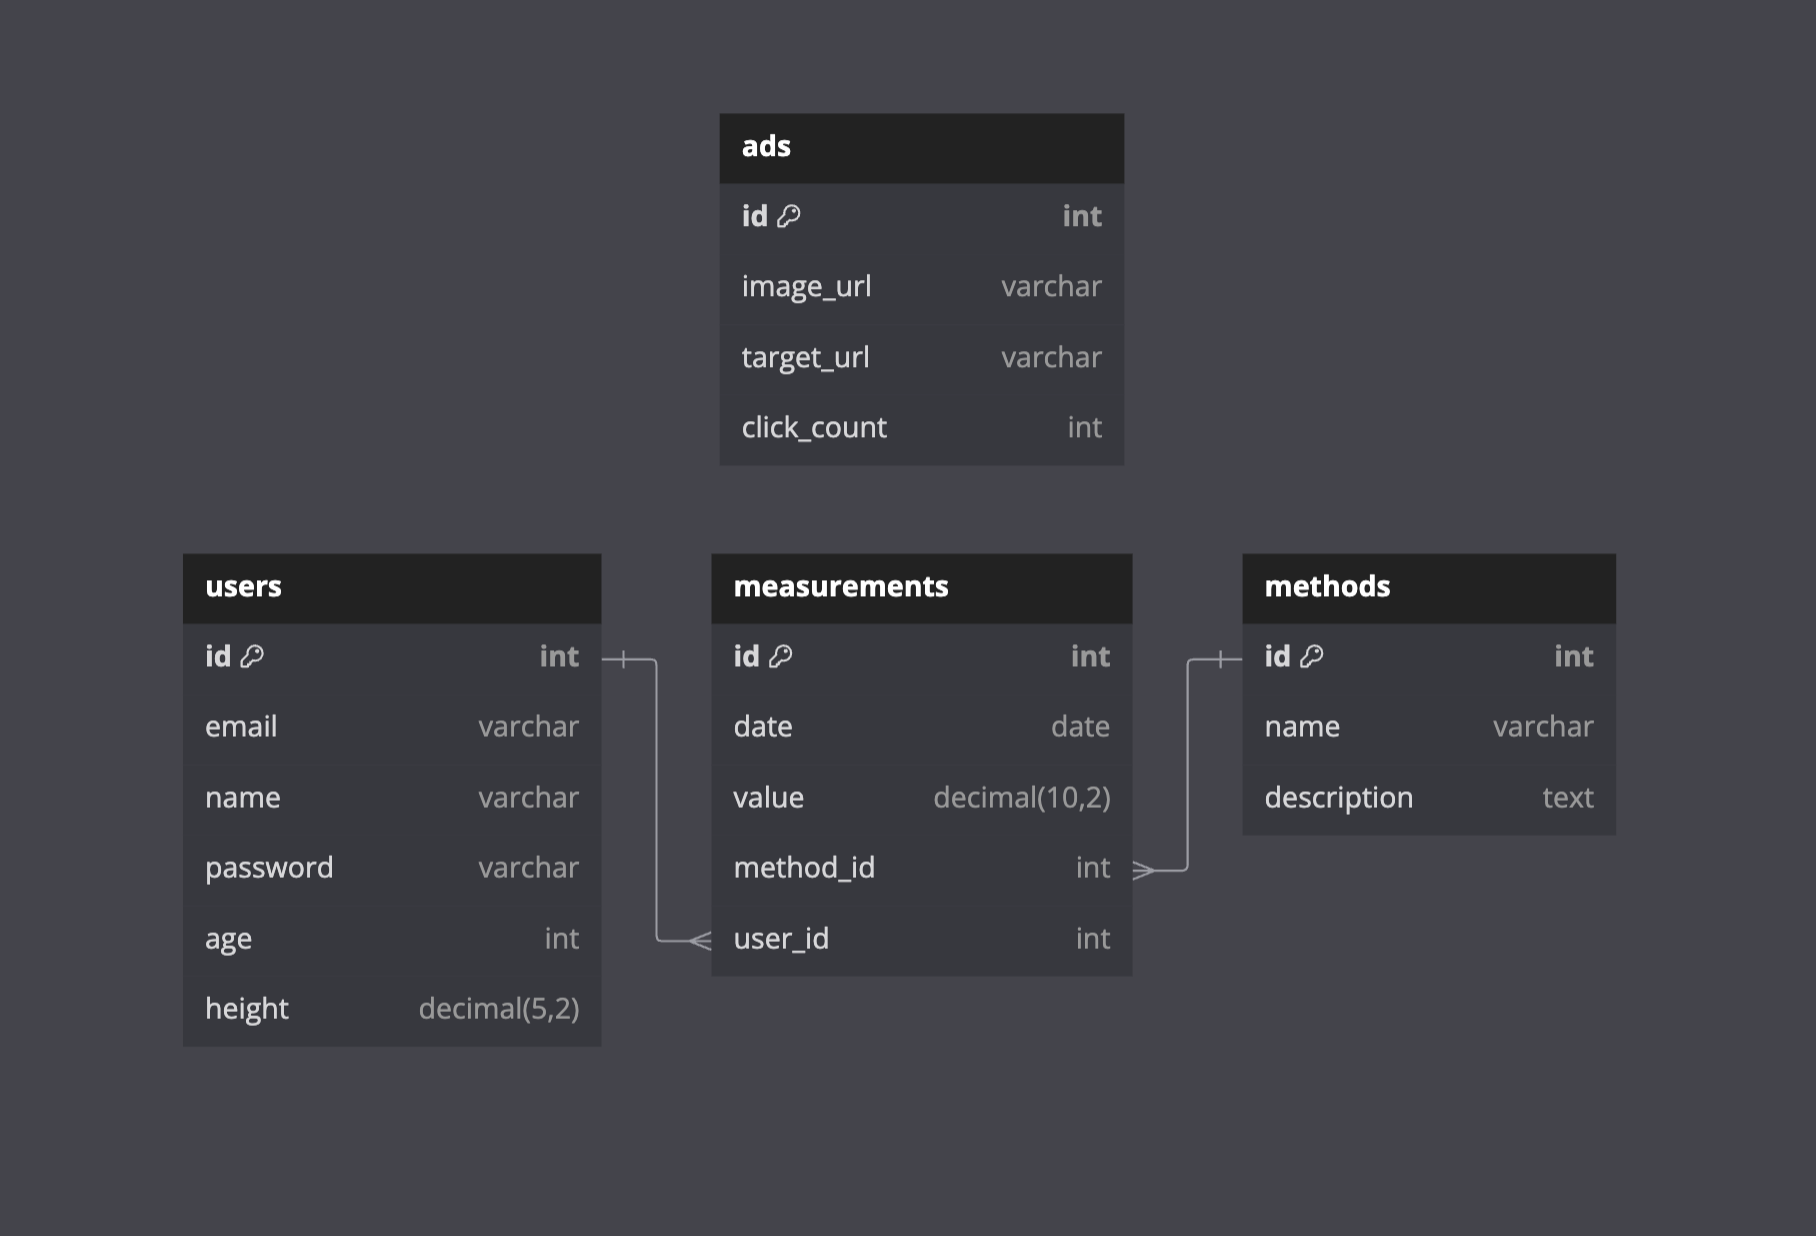 ads
id int
image_url varchar
target_url varchar
click_count int
users
id int
email varchar
name varchar
password varchar
age int
height decimal(5,2)
measurements
id int
date date
value decimal(10,2)
method_id int
user_id int
methods
id int
name varchar
description text